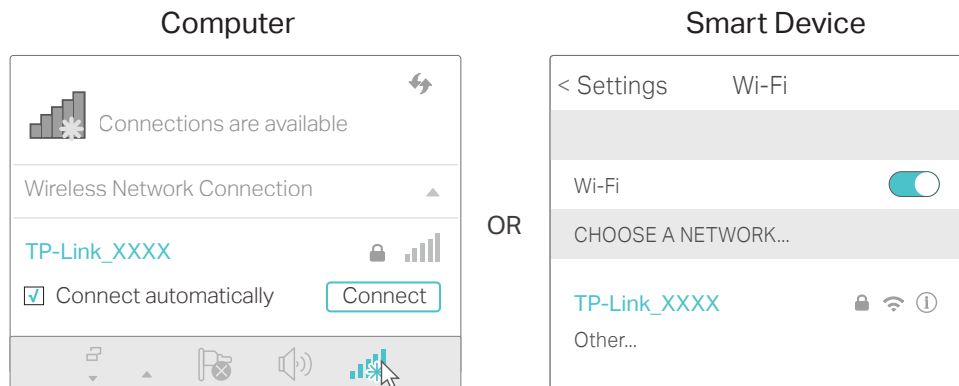 Computer
Connections are available
Wireless Network Connection
TP-Link_XXXX
Connect automatically
Connect
OR
Smart Device
< Settings Wi-Fi
Wi-Fi
CHOOSE A NETWORK...
TP-Link_XXXX
Other...